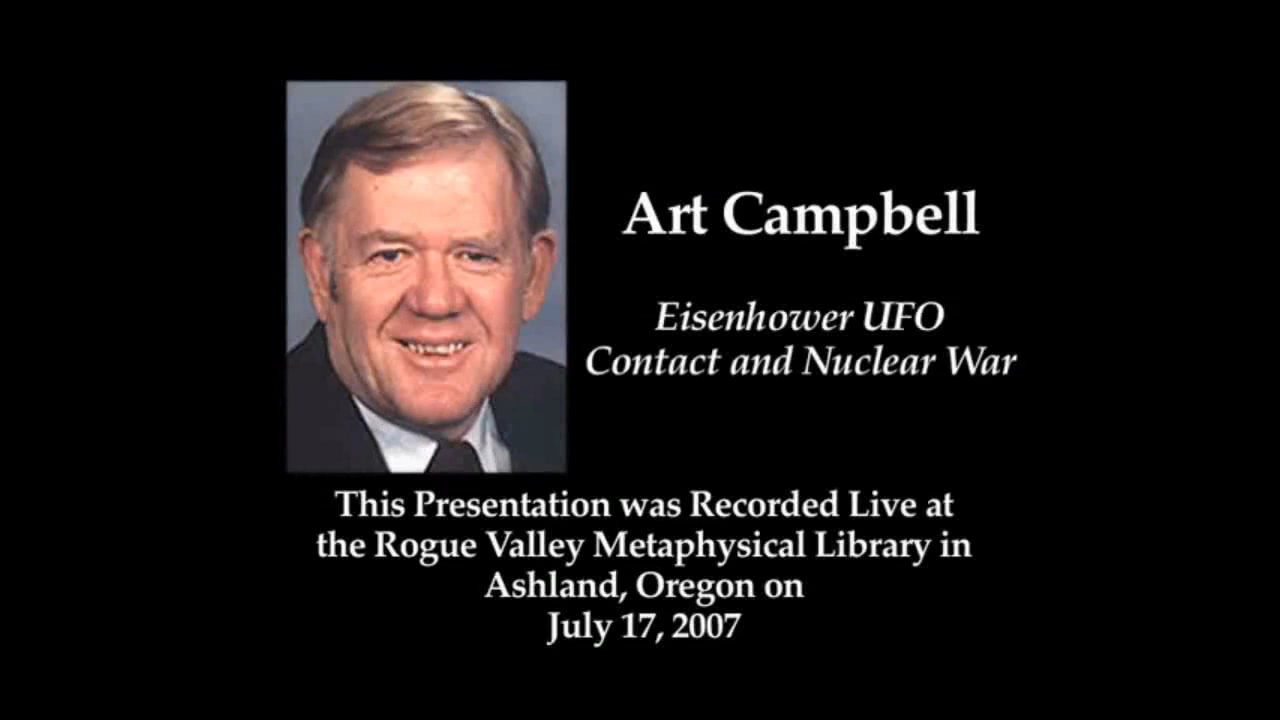 Art Campbell
Eisenhower UFO
Contact and Nuclear War
This Presentation was Recorded Live at
the Rogue Valley Metaphysical Library in
Ashland, Oregon on
July 17, 2007